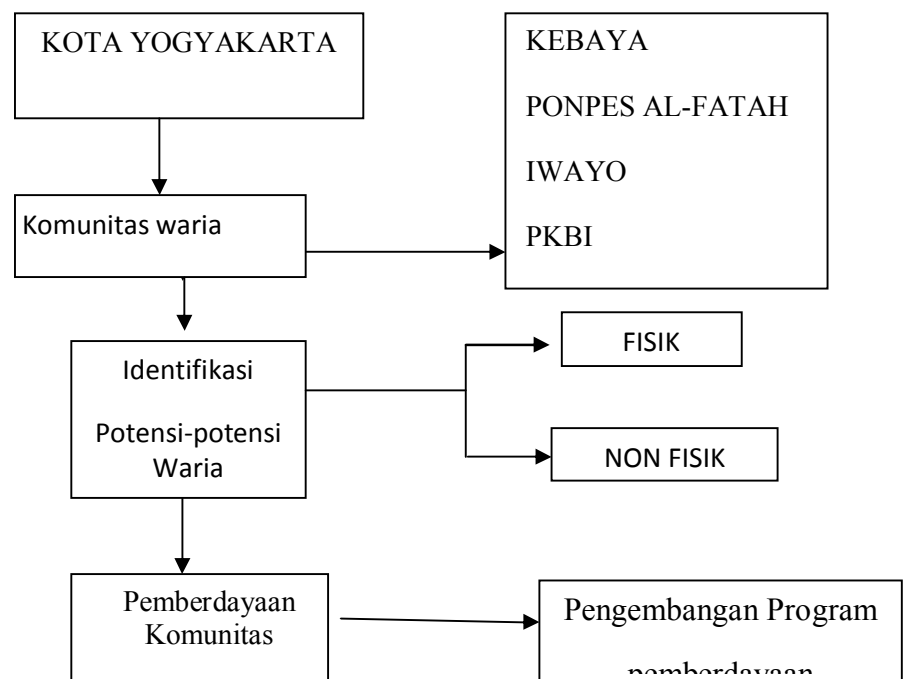 KOTA YOGYAKARTA
KEBAYA
PONPES AL-FATAH
IWAYO
PKBI
Komunitas waria
Identifikasi
Potensi-potensi
Waria
FISIK
NON FISIK
Pemberdayaan
Komunitas
Pengembangan Program
pemberdayaan